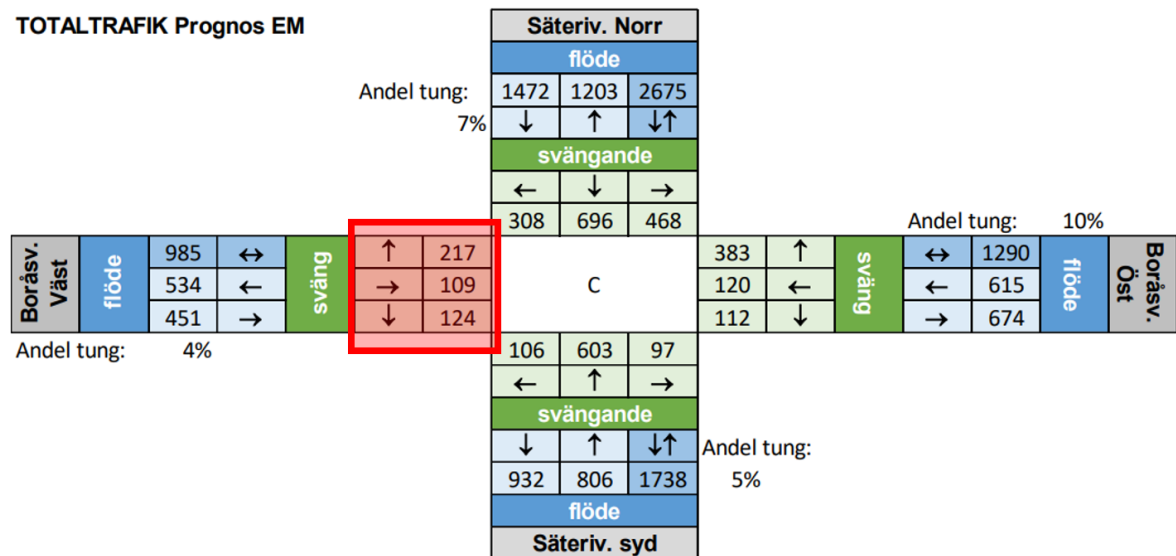 TOTALTRAFIK Prognos EM
Säteriv. Norr
flöde
Andel tung:
1472 1203 2675
7%
↓ ↑ ↓↑
svängande
← ↓ →
308 696 468
Andel tung: 10%
Boråsv. Väst
flöde
985 ↔
534 ←
451 →
sväng
↑ 217
→ 109
↓ 124
C
383 ↑
120 ←
112 ↓
sväng
↔ 1290
← 615
→ 674
flöde
Boråsv. Öst
Andel tung: 4%
106 603 97
← ↑ →
svängande
↓ ↑ ↓↑
Andel tung:
932 806 1738
5%
flöde
Säteriv. syd